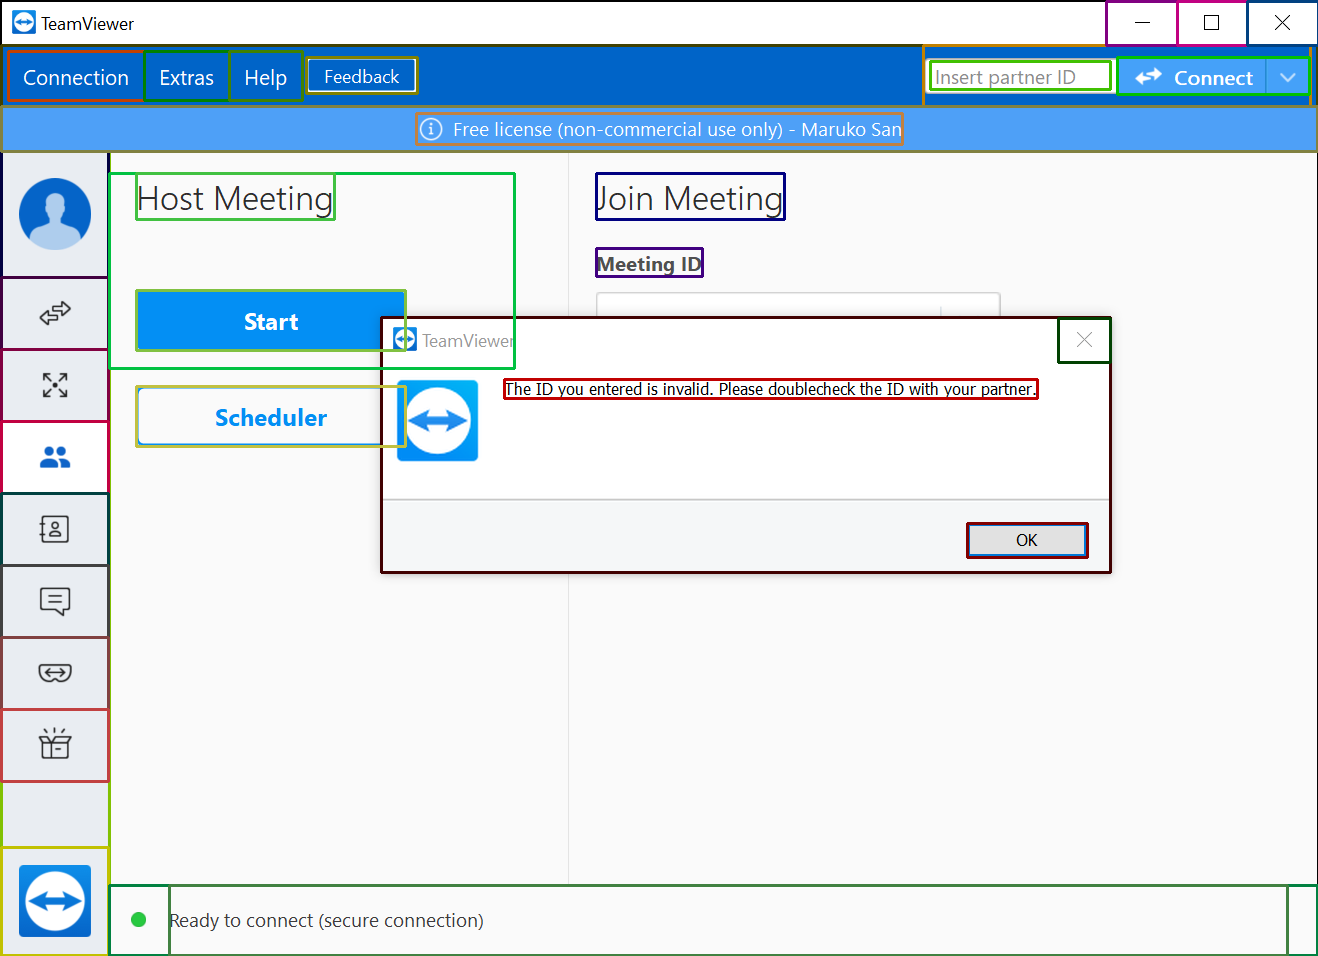 TeamViewer
Connection Extras Help Feedback
Insert partner ID Connect
Free license (non-commercial use only) - Maruko San
Host Meeting
Join Meeting
Meeting ID
Start
TeamViewer
The ID you entered is invalid. Please doublecheck the ID with your partner.
Scheduler
OK
Ready to connect (secure connection)